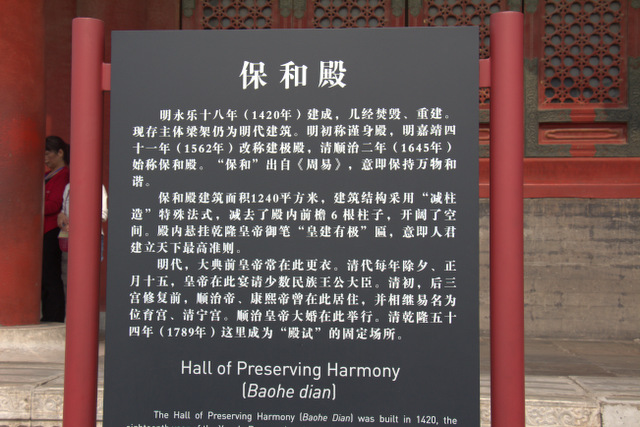 保和殿
明永乐十八年（1420年）建成，几经焚毁、重建。
现存主体梁架仍为明代建筑。明初称谨身殿，明嘉靖四
十一年（1562年）改称建极殿，清顺治二年（1645年）
始称保和殿。“保和”出自《周易》，意即保持万物和
谐。
保和殿建筑面积1240平方米，建筑结构采用“减柱
造”特殊法式，减去了殿内前檐6根柱子，开阔了空
间。殿内悬挂乾隆皇帝御笔“皇建有极”匾，意即人君
建立天下最高准则。
明代，大典前皇帝常在此更衣。清代每年除夕、正
月十五，皇帝在此宴请少数民族王公大臣。清初，后三
宫修复前，顺治帝、康熙帝曾在此居住，并相继易名为
位育宫、清宁宫。顺治皇帝大婚在此举行。清乾隆五十
四年（1789年）这里成为“殿试”的固定场所。
Hall of Preserving Harmony
(Baohe dian)
The Hall of Preserving Harmony (Baohe Dian) was built in 1420, the